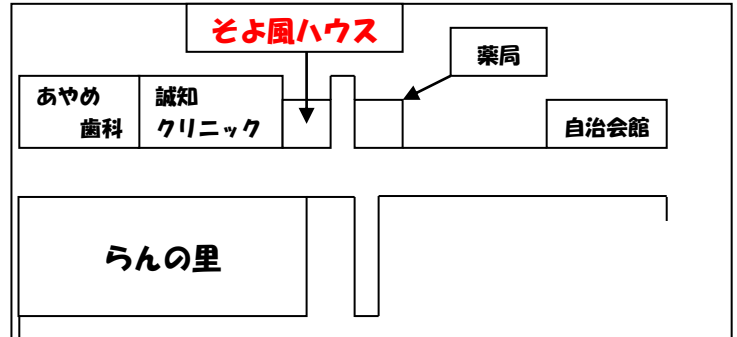 そよ風ハウス
薬局
あやめ
歯科
誠知
クリニック
自治会館
らんの里